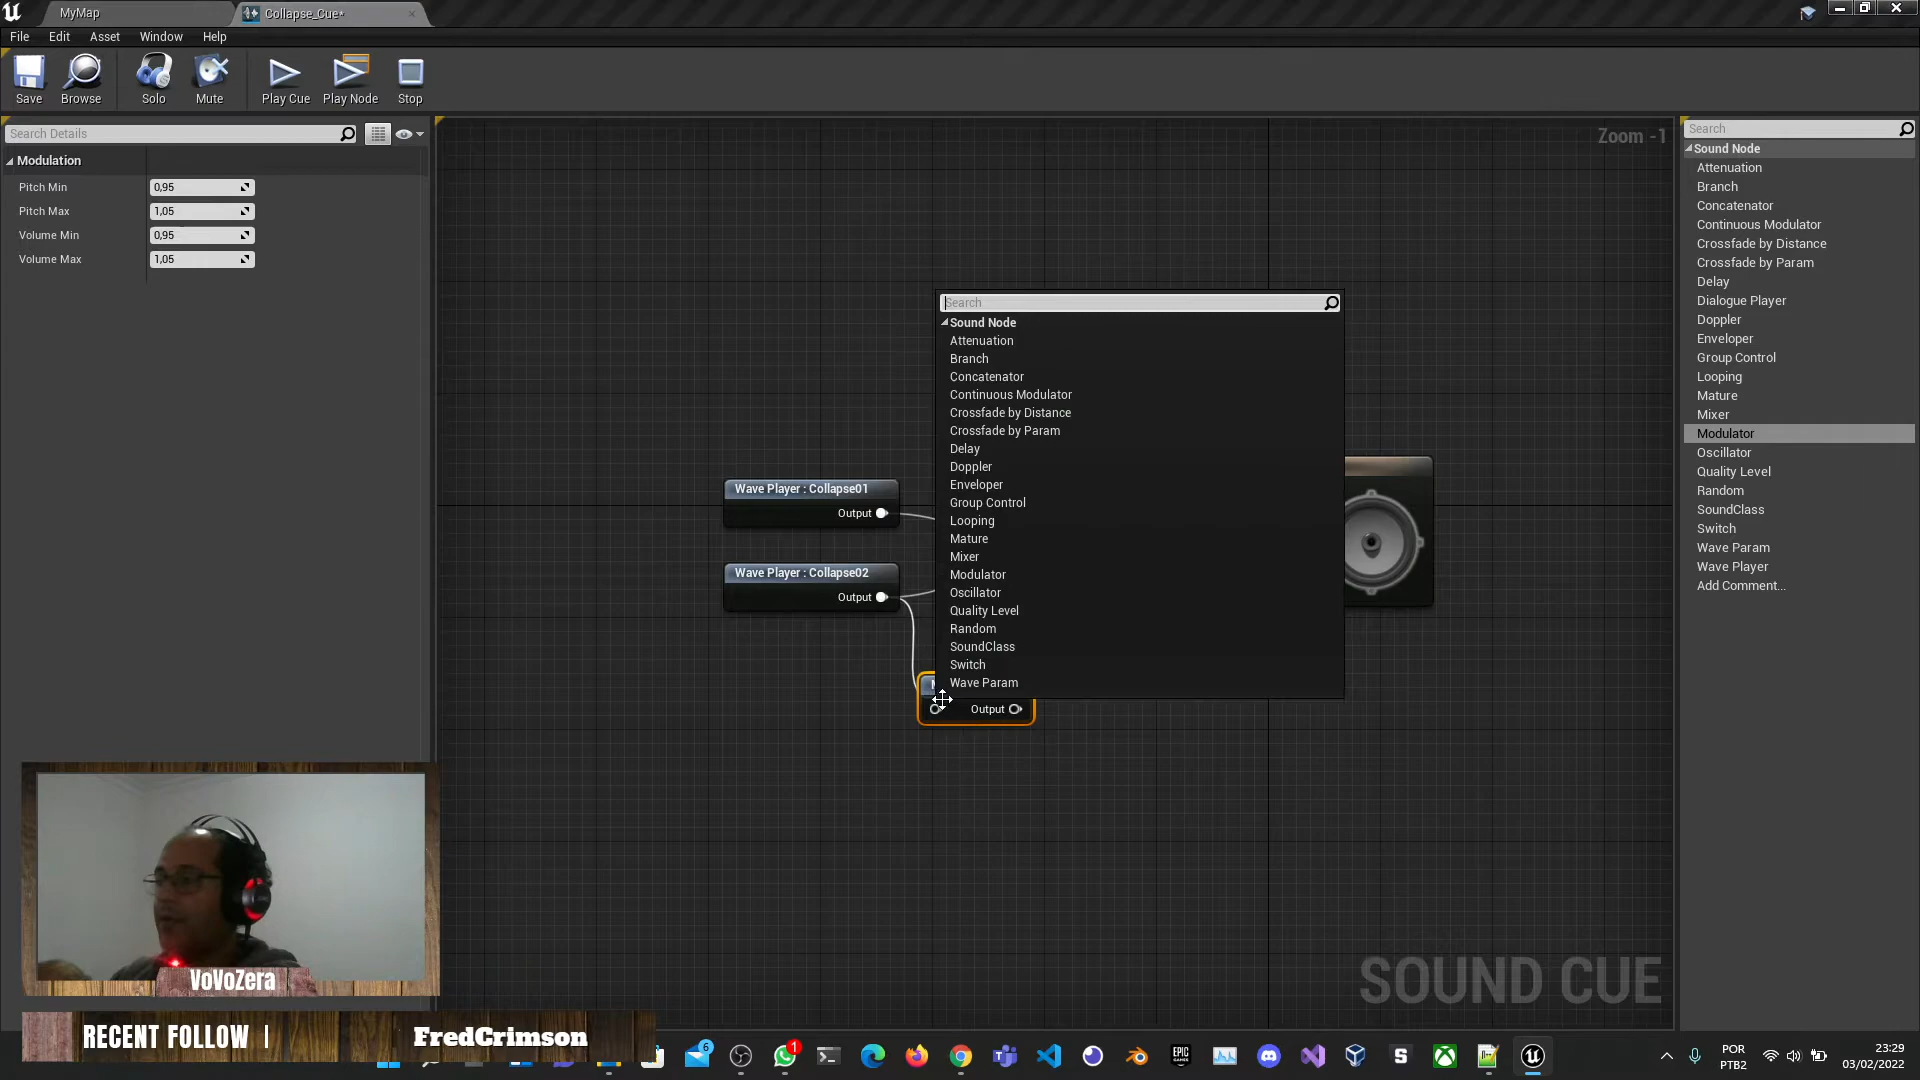 MyMap
Collapse_Cue*
File
Edit
Asset
Window
Help
Save
Browse
Solo
Mute
Play Cue
Play Node
Stop
Search Details
Modulation
Pitch Min
0,95
Pitch Max
1,05
Volume Min
0,95
Volume Max
1,05
Zoom -1
Search
Sound Node
Attenuation
Branch
Concatenator
Continuous Modulator
Crossfade by Distance
Crossfade by Param
Delay
Doppler
Enveloper
Group Control
Looping
Mature
Mixer
Modulator
Oscillator
Quality Level
Random
SoundClass
Switch
Wave Param
Wave Player : Collapse01
Output
Wave Player : Collapse02
Output
Output
Search
Sound Node
Attenuation
Branch
Concatenator
Continuous Modulator
Crossfade by Distance
Crossfade by Param
Delay
Dialogue Player
Doppler
Enveloper
Group Control
Looping
Mature
Mixer
Modulator
Oscillator
Quality Level
Random
SoundClass
Switch
Wave Param
Wave Player
Add Comment...
SOUND CUE
VoVoZera
RECENT FOLLOW |
FredCrimson
6
1
EPIC
GAMES
S
POR
PTB2
23:29
03/02/2022